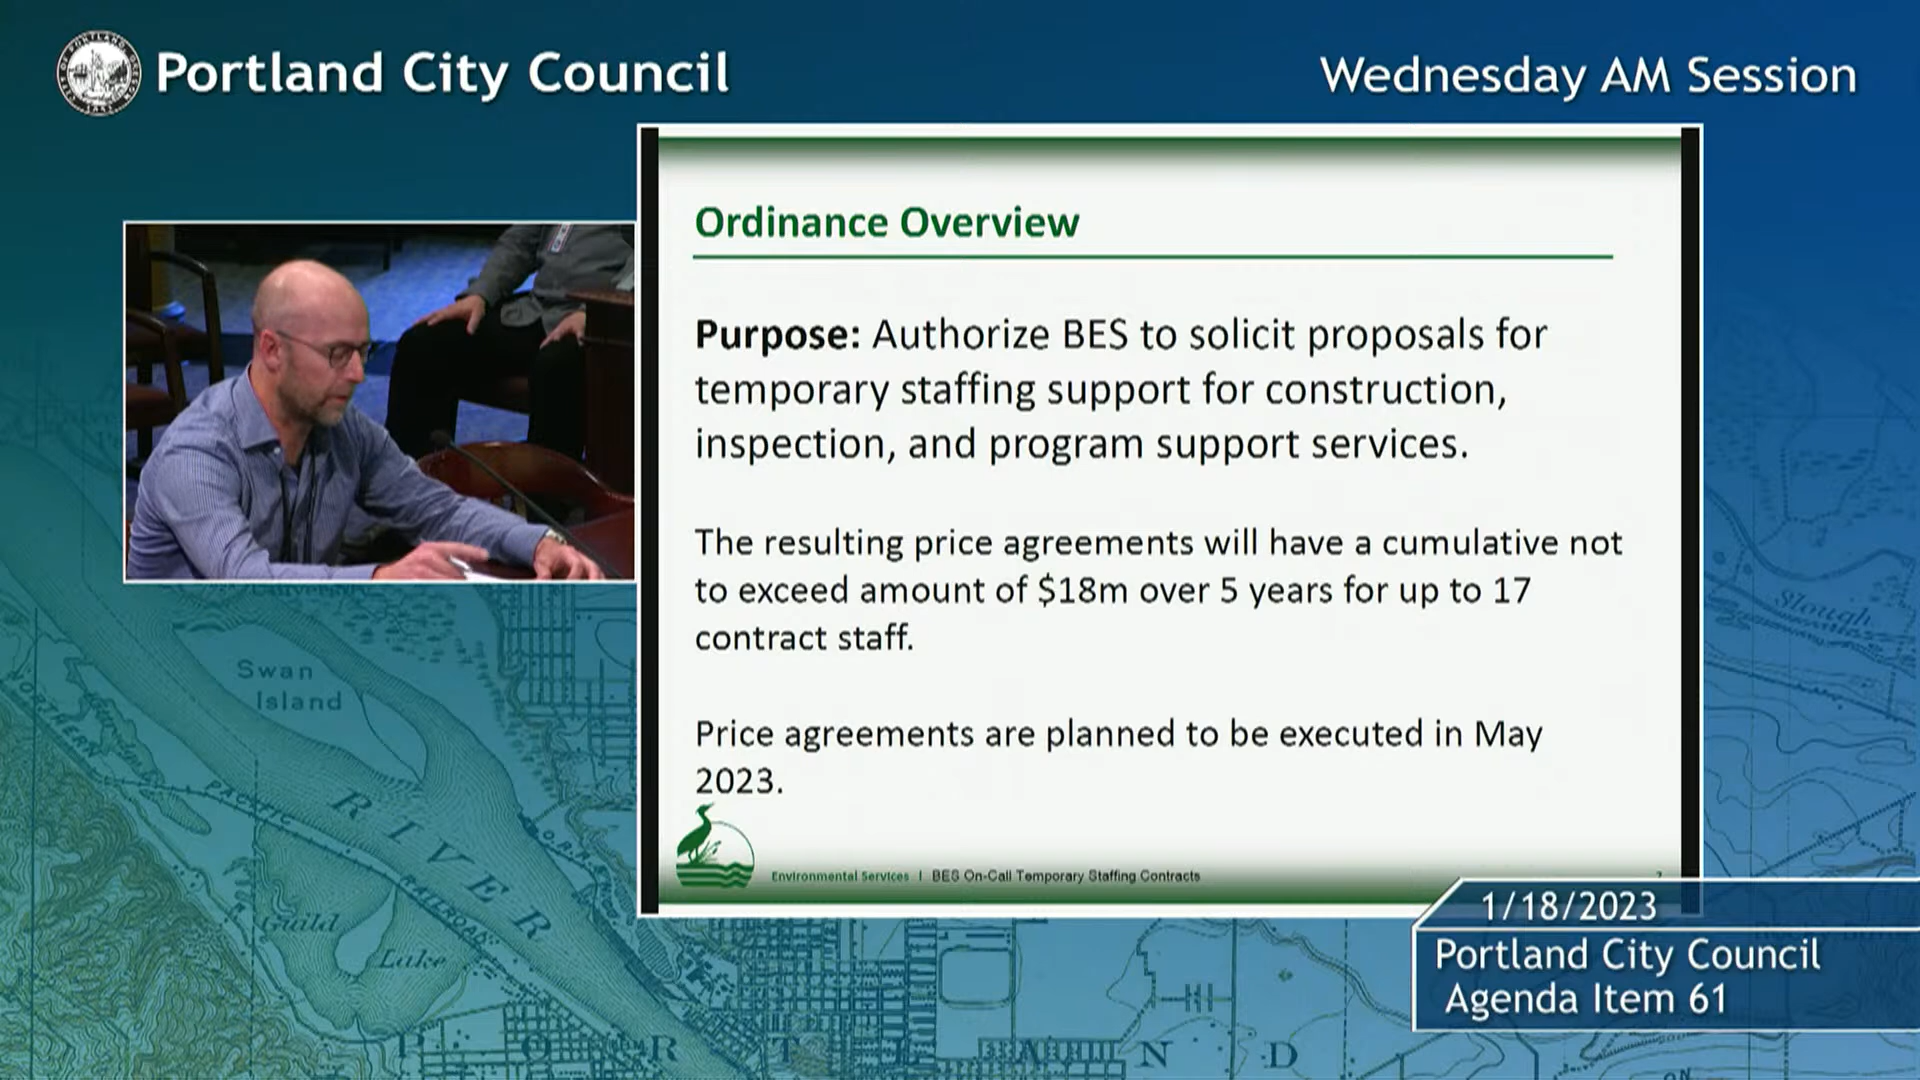 Portland City Council
Wednesday AM Session
Ordinance Overview
Purpose: Authorize BES to solicit proposals for
temporary staffing support for construction,
inspection, and program support services.
The resulting price agreements will have a cumulative not
to exceed amount of $18m over 5 years for up to 17
contract staff.
Price agreements are planned to be executed in May
2023.
Environmental Services | BES On-Call Temporary Staffing Contracts
1/18/2023
Portland City Council
Agenda Item 61
Swan
Island
Slough
NORTHERN
PACIFIC
RAILROAD
RIVER
Guild
Lake
P O R T L A N D